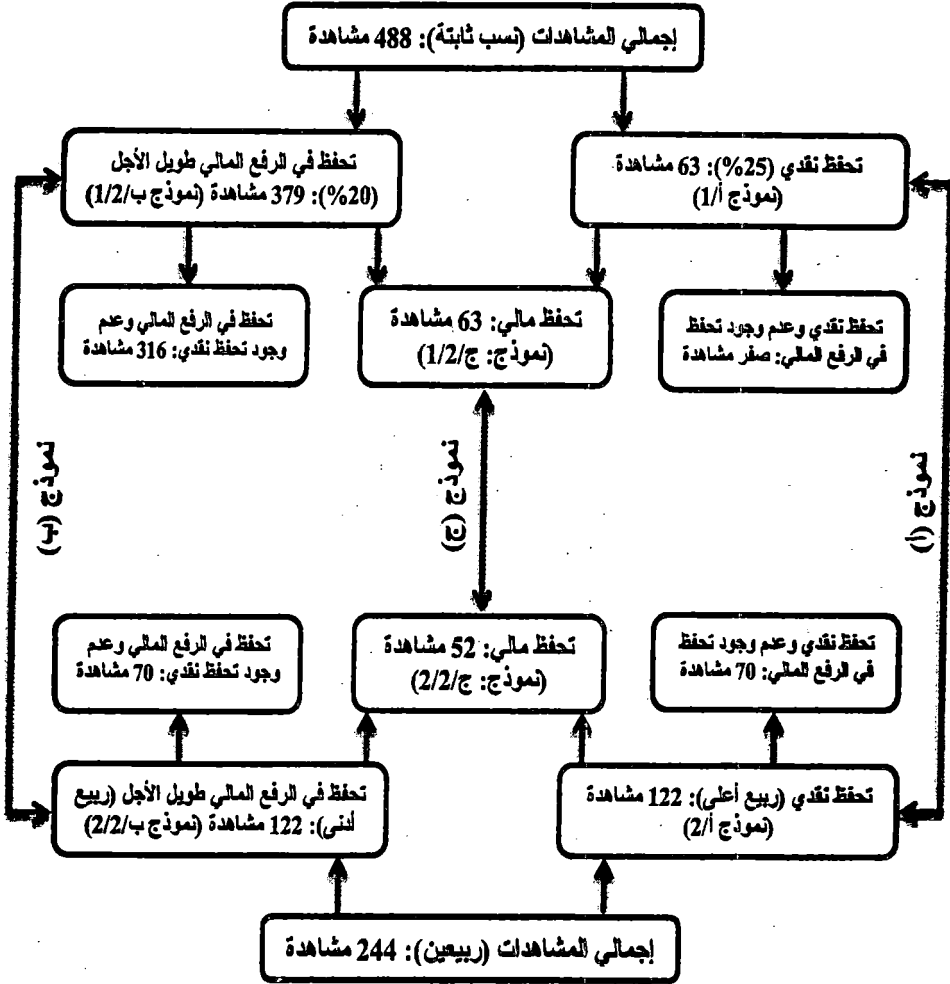 إجمالي المشاهدات (نسب ثابتة): 488 مشاهدة
تحفظ نقدي (25%): 63 مشاهدة
(نموذج أ/1)
تحفظ في الرفع المالي طويل الأجل
(20%): 379 مشاهدة (نموذج ب/1/2)
تحفظ نقدي وعدم وجود تحفظ
في الرفع المالي: صفر مشاهدة
تحفظ مالي: 63 مشاهدة
(نموذج: ج/1/2)
تحفظ في الرفع المالي وعدم
وجود تحفظ نقدي: 316 مشاهدة
نموذج (أ)
نموذج (ج)
نموذج (ب)
تحفظ نقدي وعدم وجود تحفظ
في الرفع المالي: 70 مشاهدة
تحفظ مالي: 52 مشاهدة
(نموذج: ج/2/2)
تحفظ في الرفع المالي وعدم
وجود تحفظ نقدي: 70 مشاهدة
تحفظ نقدي (ربيع أعلى): 122 مشاهدة
(نموذج أ/2)
تحفظ في الرفع المالي طويل الأجل (ربيع
أدنى): 122 مشاهدة (نموذج ب/2/2)
إجمالي المشاهدات (ربيعين): 244 مشاهدة